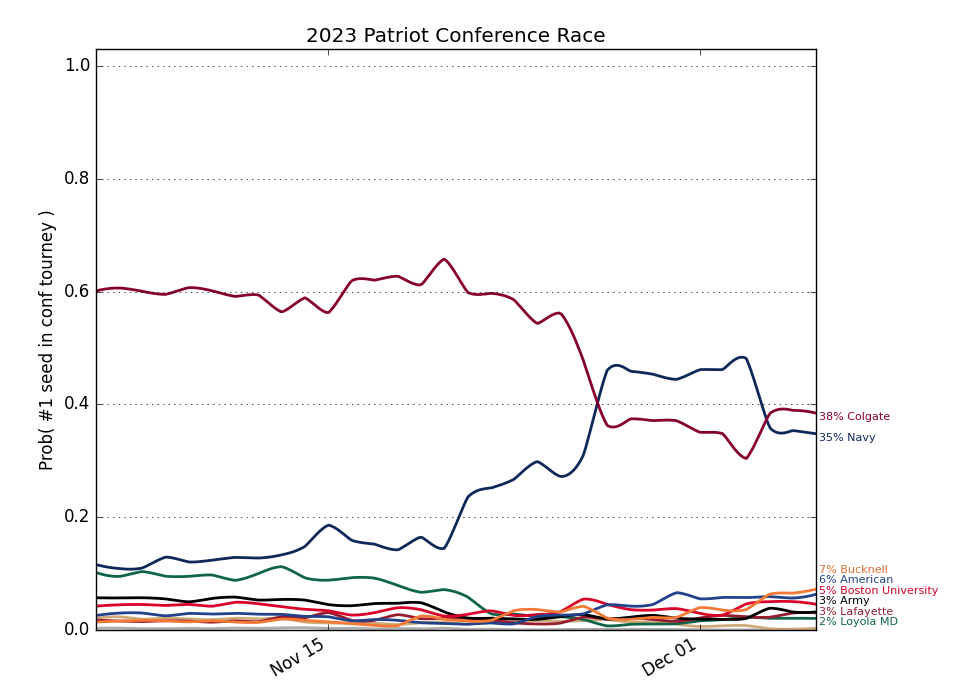 2023 Patriot Conference Race
Prob( #1 seed in conf tourney )
1.0
0.8
0.6
0.4
0.2
0.0
Nov 15
Dec 01
38% Colgate
35% Navy
7% Bucknell
6% American
5% Boston University
3% Army
3% Lafayette
2% Loyola MD